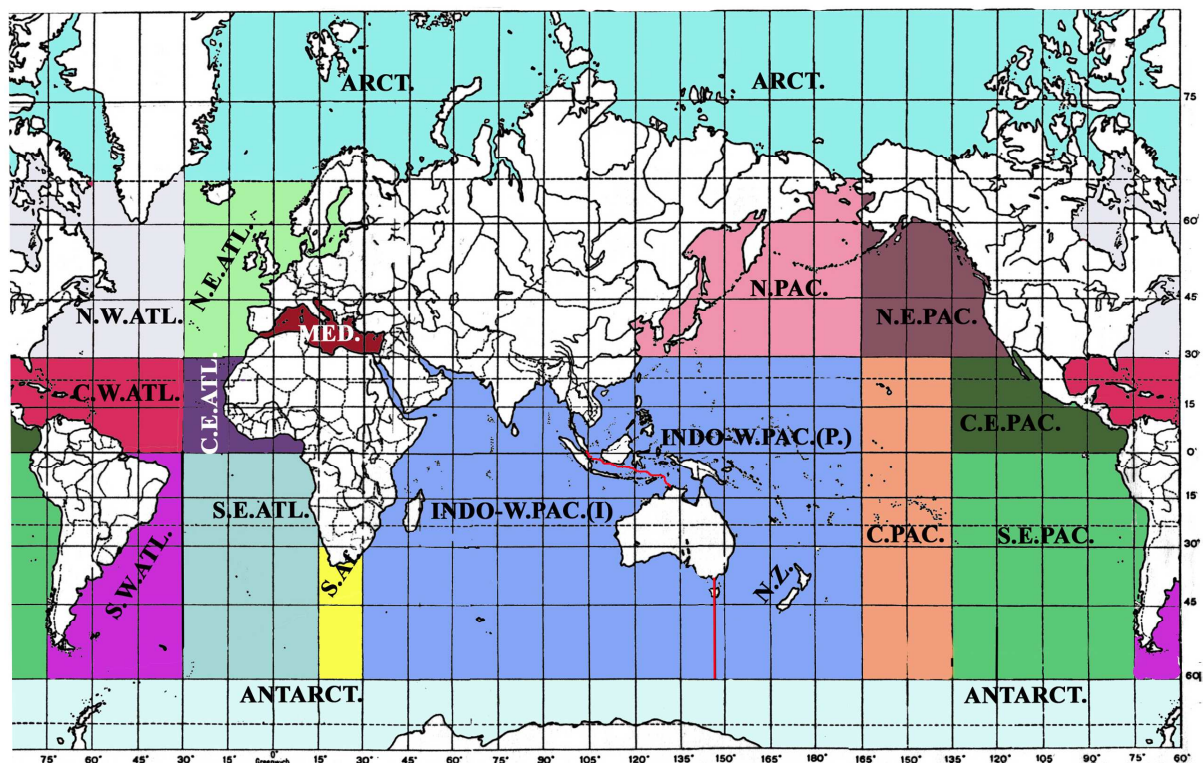 ARCT.
ARCT.
75
60
N.E.ATL.
N.PAC.
45
N.W.ATL.
MED.
N.E.PAC.
30
C.W.ATL.
C.E.ATL.
15
C.E.PAC.
INDO-W.PAC.(P.)
0°
S.E.ATL.
INDO-W.PAC.(I)
15
C.PAC.
S.E.PAC.
30°
S.W.ATL.
S.AF.
N.Z.
45
60
ANTARCT.
ANTARCT.
75° 60° 45° 30° 15° 0° 15° 30° 45° 60° 75° 90° 105° 120° 135° 150° 165° 180° 165° 150° 135° 120° 105° 90° 75° 60°
Greenwich